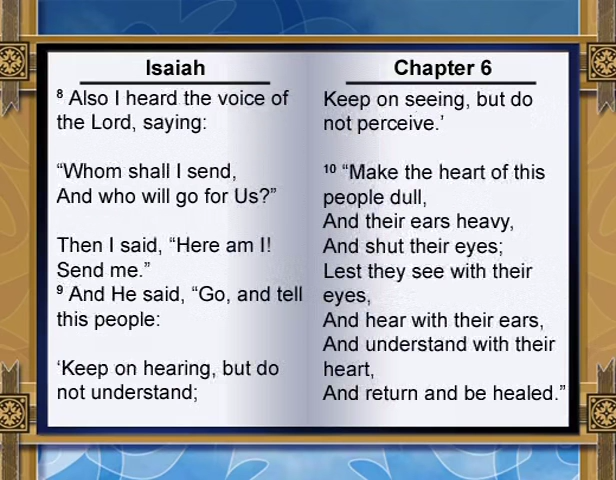 Isaiah
⁸ Also I heard the voice of
the Lord, saying:
“Whom shall I send,
And who will go for Us?”
Then I said, “Here am I!
Send me.”
⁹ And He said, “Go, and tell
this people:
‘Keep on hearing, but do
not understand;
Chapter 6
Keep on seeing, but do
not perceive.’
¹⁰ “Make the heart of this
people dull,
And their ears heavy,
And shut their eyes;
Lest they see with their
eyes,
And hear with their ears,
And understand with their
heart,
And return and be healed.”